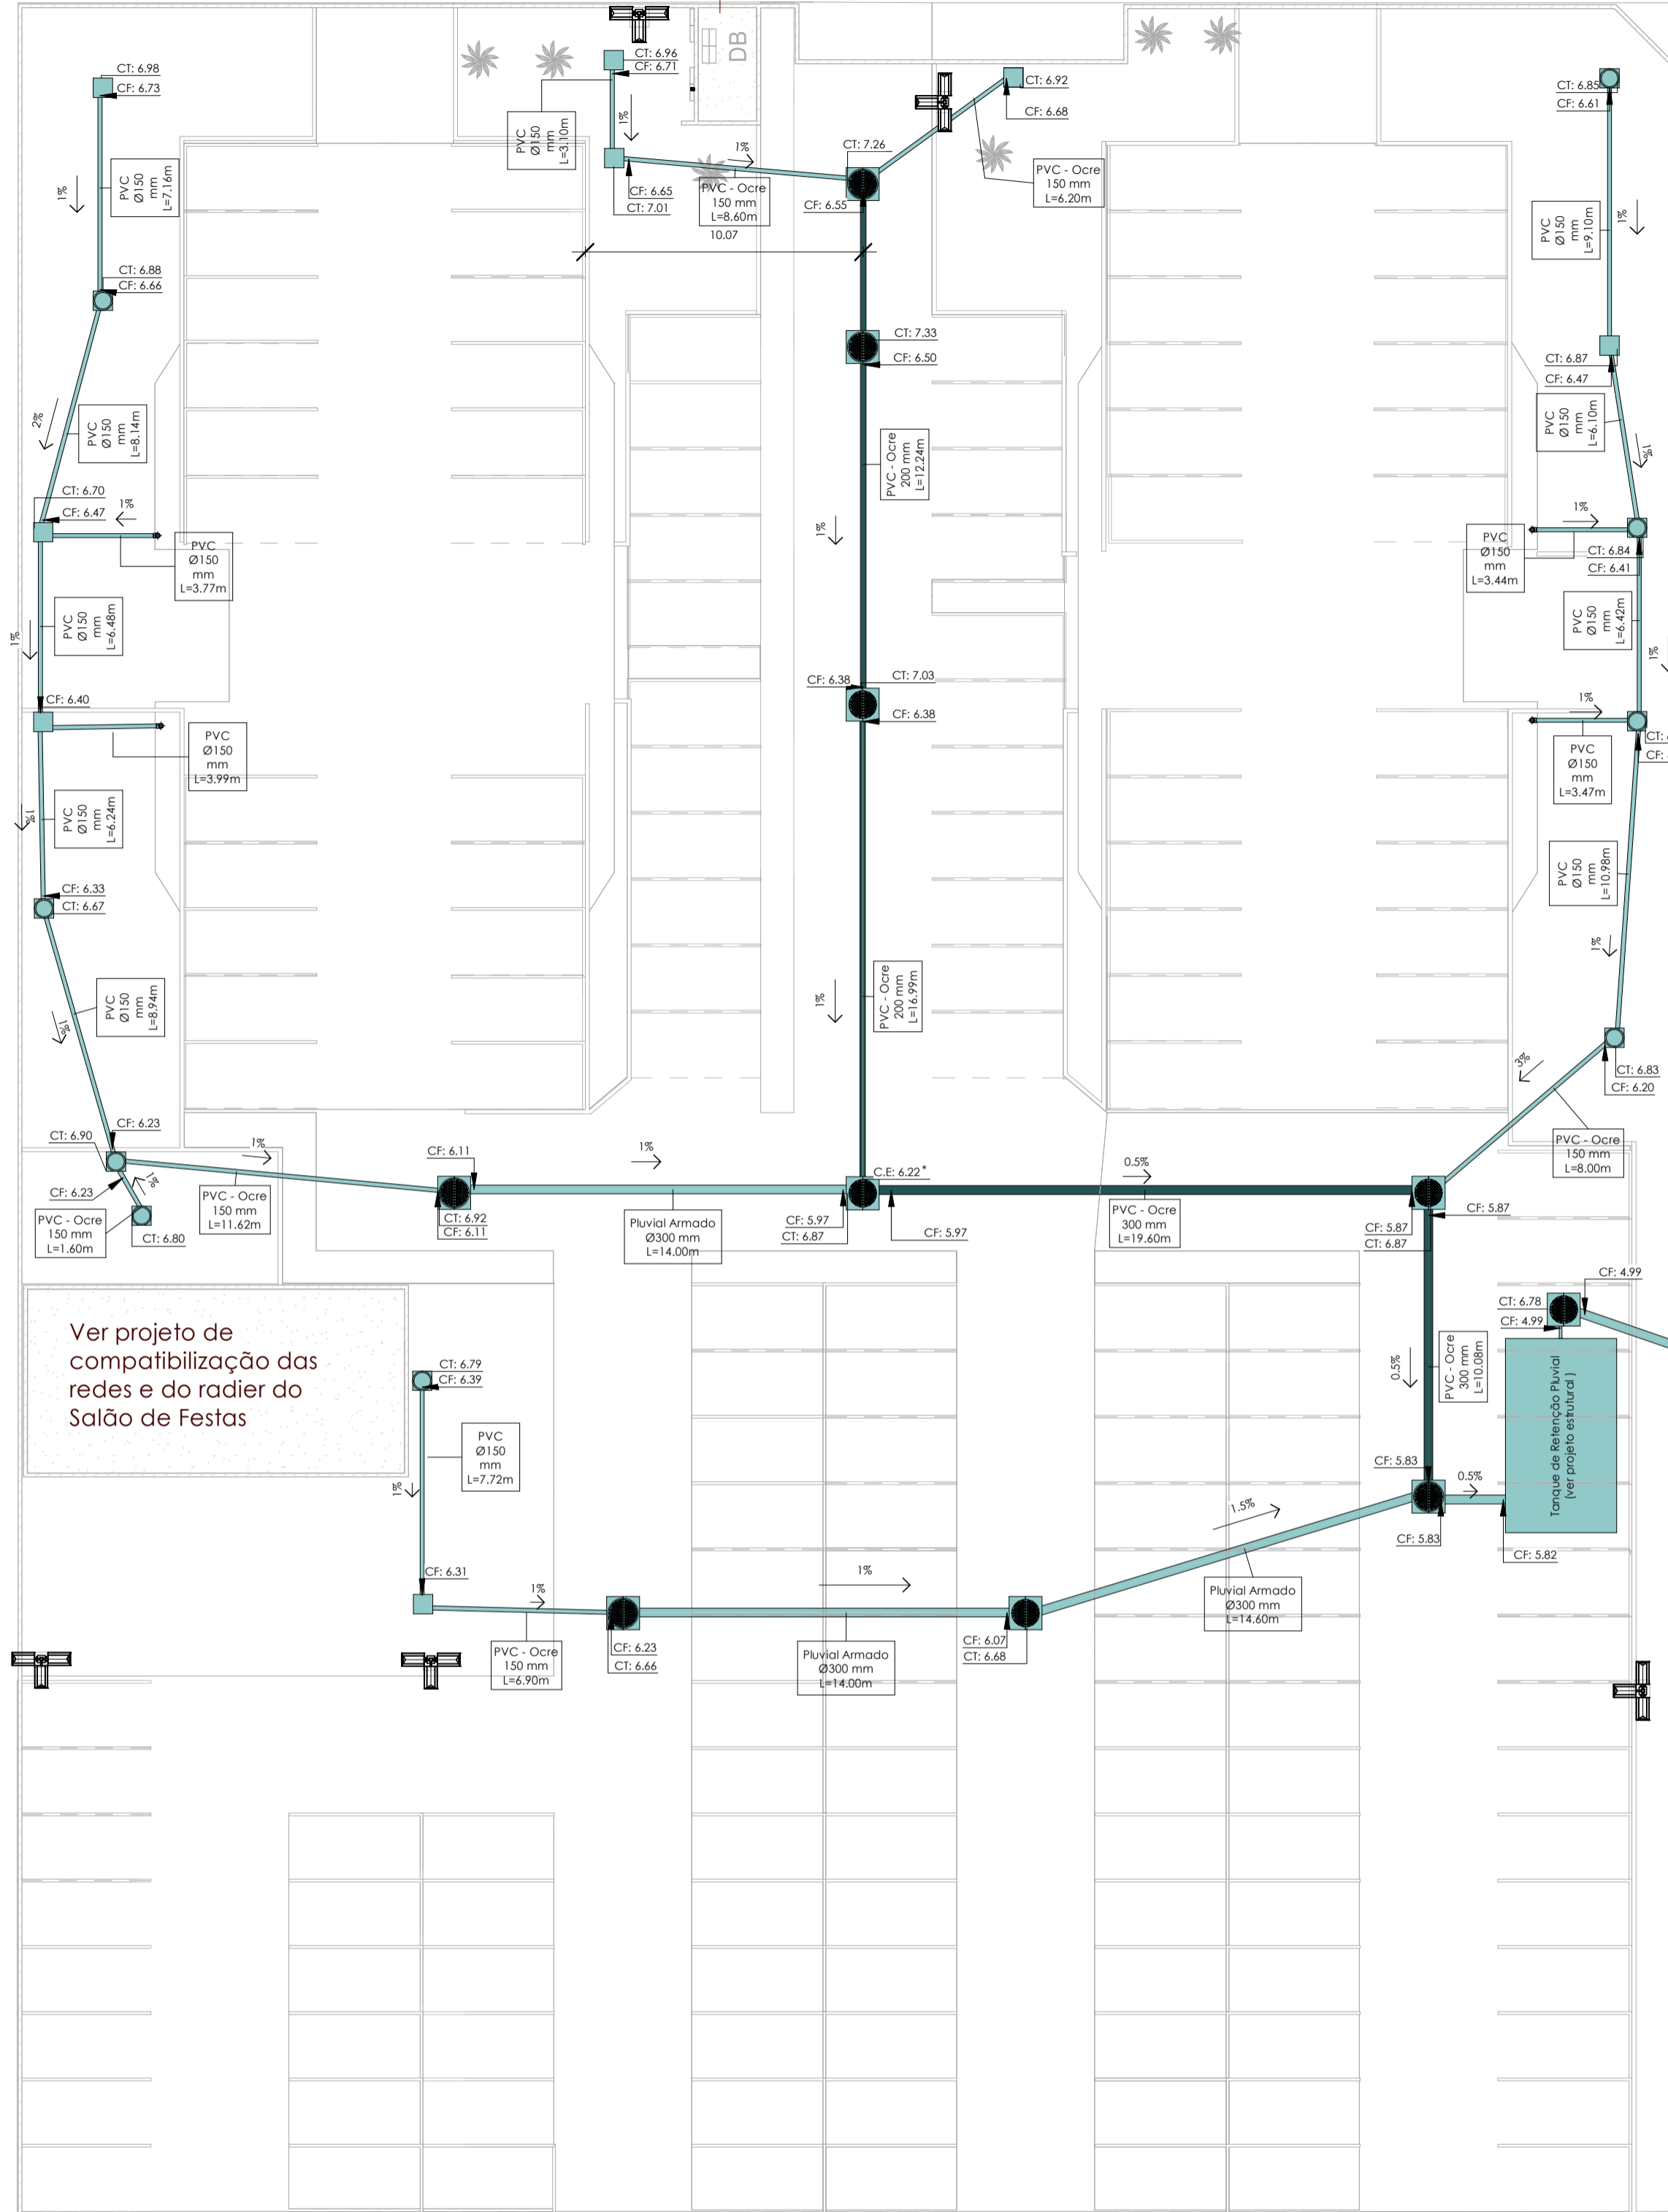 DB
CT: 6.96
CF: 6.71
CT: 6.98
CF: 6.73
CT: 6.92
CF: 6.68
CT: 6.85
CF: 6.61
PVC
Ø150
mm
L=3.10m
1%
1%
CT: 7.26
PVC
Ø150
mm
L=7.16m
1%
CF: 6.65
CT: 7.01
PVC - Ocre
150 mm
L=8.60m
10.07
CF: 6.55
PVC - Ocre
150 mm
L=6.20m
PVC
Ø150
mm
L=9.10m
1%
CT: 6.88
CF: 6.66
CT: 7.33
CF: 6.50
CT: 6.87
CF: 6.47
2%
PVC
Ø150
mm
L=8.14m
PVC - Ocre
200 mm
L=12.24m
1%
PVC
Ø150
mm
L=6.10m
1%
CT: 6.70
CF: 6.47
1%
PVC
Ø150
mm
L=3.77m
1%
PVC
Ø150
mm
L=3.44m
CT: 6.84
CF: 6.41
1%
PVC
Ø150
mm
L=6.48m
PVC
Ø150
mm
L=6.42m
1%
CF: 6.40
CF: 6.38
CT: 7.03
CF: 6.38
1%
CT:
CF:
PVC
Ø150
mm
L=3.99m
PVC
Ø150
mm
L=3.47m
1%
PVC
Ø150
mm
L=6.24m
CF: 6.33
CT: 6.67
PVC
Ø150
mm
L=10.98m
1%
1%
PVC
Ø150
mm
L=8.94m
1%
PVC - Ocre
200 mm
L=16.99m
3%
CT: 6.83
CF: 6.20
CF: 6.23
CT: 6.90
1%
CF: 6.11
1%
PVC - Ocre
150 mm
L=8.00m
CF: 6.23
1%
C.E: 6.22*
0.5%
PVC - Ocre
150 mm
L=1.60m
CT: 6.80
PVC - Ocre
150 mm
L=11.62m
CT: 6.92
CF: 6.11
Pluvial Armado
Ø300 mm
L=14.00m
CF: 5.97
CT: 6.87
CF: 5.97
PVC - Ocre
300 mm
L=19.60m
CF: 5.87
CT: 6.87
CF: 5.87
CF: 4.99
CT: 6.78
CF: 4.99
Ver projeto de
compatibilização das
redes e do radier do
Salão de Festas
CT: 6.79
CF: 6.39
0.5%
PVC - Ocre
300 mm
L=10.08m
Tanque de Retenção Pluvial
(ver projeto estrutural )
PVC
Ø150
mm
L=7.72m
1%
CF: 5.83
0.5%
1.5%
CF: 5.83
CF: 5.82
CF: 6.31
1%
1%
Pluvial Armado
Ø300 mm
L=14.60m
PVC - Ocre
150 mm
L=6.90m
CF: 6.23
CT: 6.66
Pluvial Armado
Ø300 mm
L=14.00m
CF: 6.07
CT: 6.68